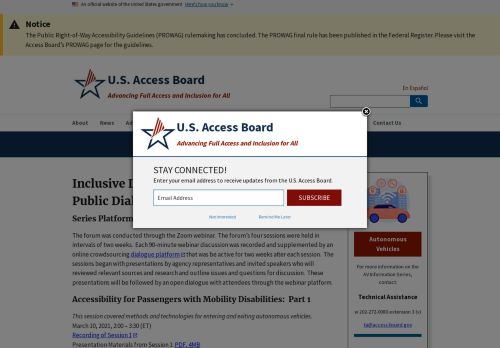 An official website of the United States government Here's how you know
Notice
The Public Right-of-Way Accessibility Guidelines (PROWAG) rulemaking has concluded. The PROWAG final rule has been published in the Federal Register. Please visit the
Access Board's PROWAG page for the guidelines.
U.S. Access Board
Advancing Full Access and Inclusion for All
En Español
About News Ad
Contact Us
U.S. Access Board
Advancing Full Access and Inclusion for All
STAY CONNECTED!
Enter your email address to receive updates from the U.S. Access Board.
Email Address SUBSCRIBE
Not Interested Remind Me Later
Inclusive D
Public Dial
Series Platform
The forum was conducted through the Zoom webinar. The forum's four sessions were held in
intervals of two weeks. Each 90-minute webinar discussion was recorded and supplemented by an
online crowdsourcing dialogue platform that was be active for two weeks after each session. The
sessions began with presentations by agency representatives and invited speakers who will
reviewed relevant sources and research and outline issues and questions for discussion. These
presentations will be followed by an open dialogue with attendees through the webinar platform.
Accessibility for Passengers with Mobility Disabilities: Part 1
This session covered methods and technologies for entering and exiting autonomous vehicles.
March 10, 2021, 2:00 – 3:30 (ET)
Recording of Session 1
Presentation Materials from Session 1: PDF, 4MB
Autonomous
Vehicles
For more information on the
AV Information Series,
contact:
Technical Assistance
ta@access-board.gov